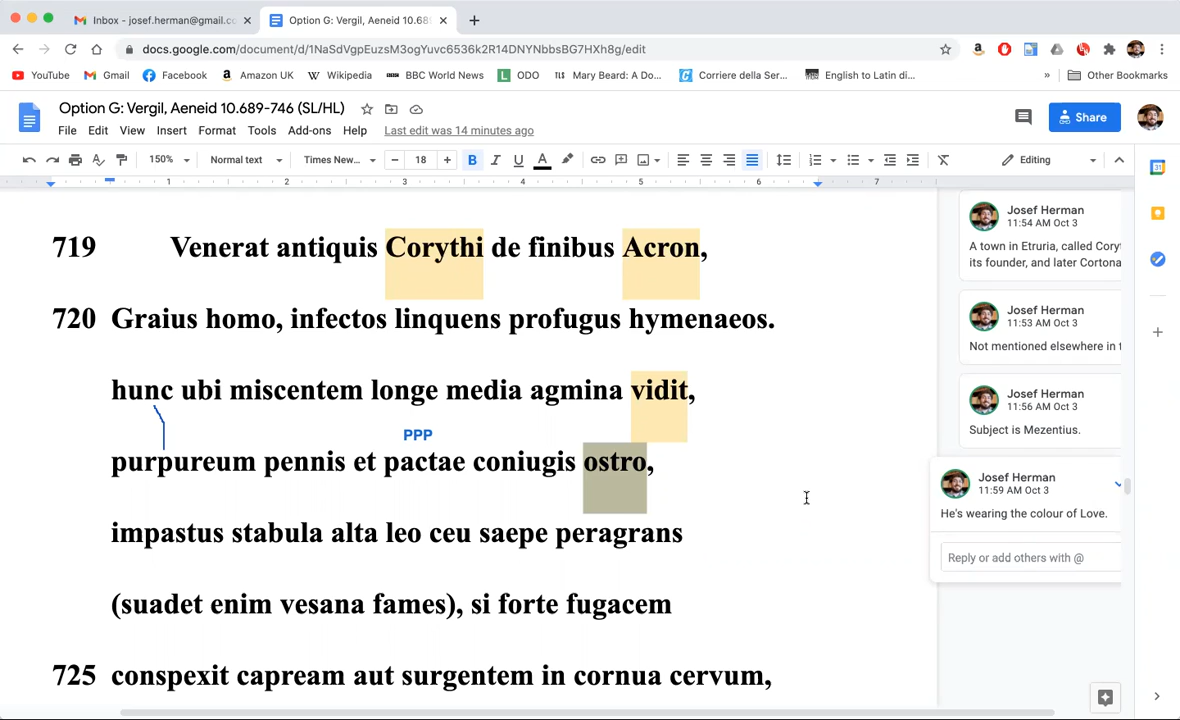 Inbox - josef.herman@gmail.cc
Option G: Vergil, Aeneid 10.68
docs.google.com/document/d/1NaSdVgpEuzsM3ogYuvc6536k2R14DNYNbbsBG7HXh8g/edit
YouTube Gmail Facebook Amazon UK Wikipedia BBC World News ODO Mary Beard: A Do... Corriere della Ser... English to Latin di... » Other Bookmarks
Option G: Vergil, Aeneid 10.689-746 (SL/HL)
File Edit View Insert Format Tools Add-ons Help Last edit was 14 minutes ago
Share
150% Normal text Times New... 18 B I U A Editing
1 2 3 4 5 6 7
719 Venerat antiquis Corythi de finibus Acron,
720 Graius homo, infectos linquens profugus hymenaeos.
hunc ubi miscentem longe media agmina vidit,
PPP
purpureum pennis et pactae coniugis ostro,
impastus stabula alta leo ceu saepe peragrans
(suadet enim vesana fames), si forte fugacem
725 conspexit capream aut surgentem in cornua cervum,
Josef Herman
11:54 AM Oct 3
A town in Etruria, called Cory
its founder, and later Cortona
Josef Herman
11:53 AM Oct 3
Not mentioned elsewhere in
Josef Herman
11:56 AM Oct 3
Subject is Mezentius.
Josef Herman
11:59 AM Oct 3
He's wearing the colour of Love.
Reply or add others with @
31